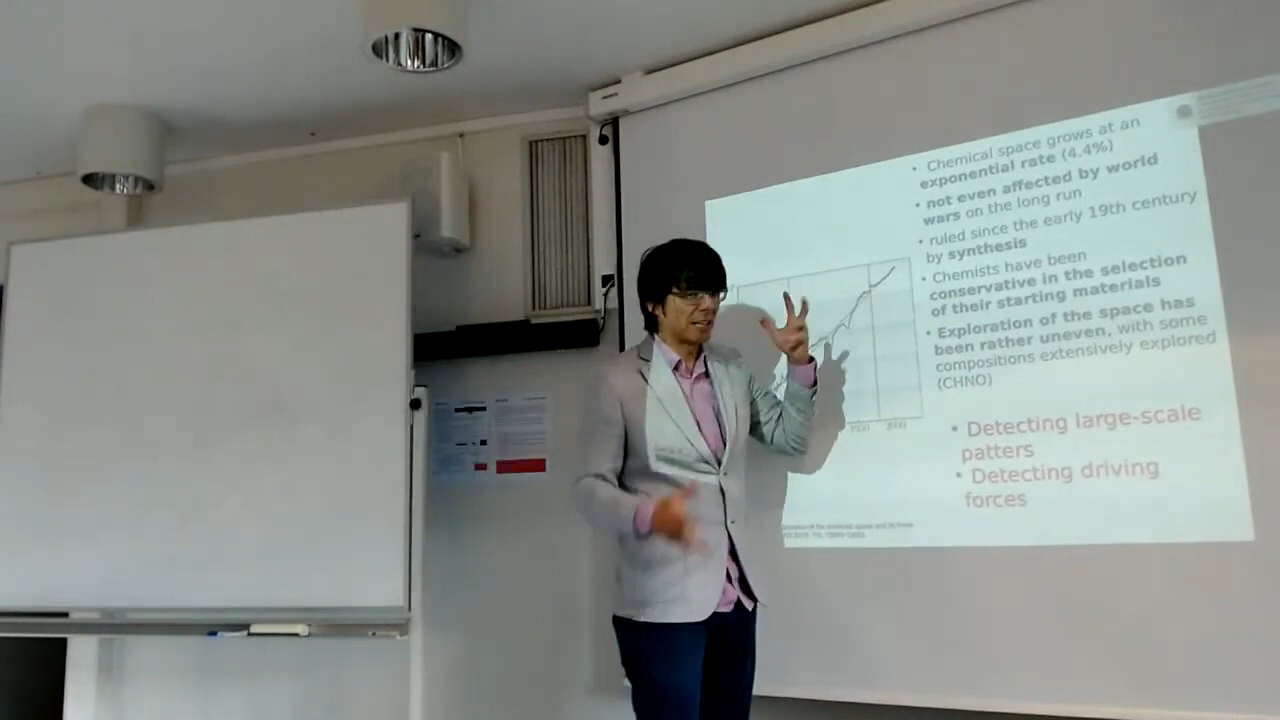 • Chemical space grows at an
exponential rate (4.4%)
• not even affected by world
wars on the long run
• ruled since the early 19th century
by synthesis
• Chemists have been
conservative in the selection
of their starting materials
• Exploration of the space has
been rather uneven, with some
compositions extensively explored
(CHNO)
• Detecting large-scale
patters
• Detecting driving
forces
2000